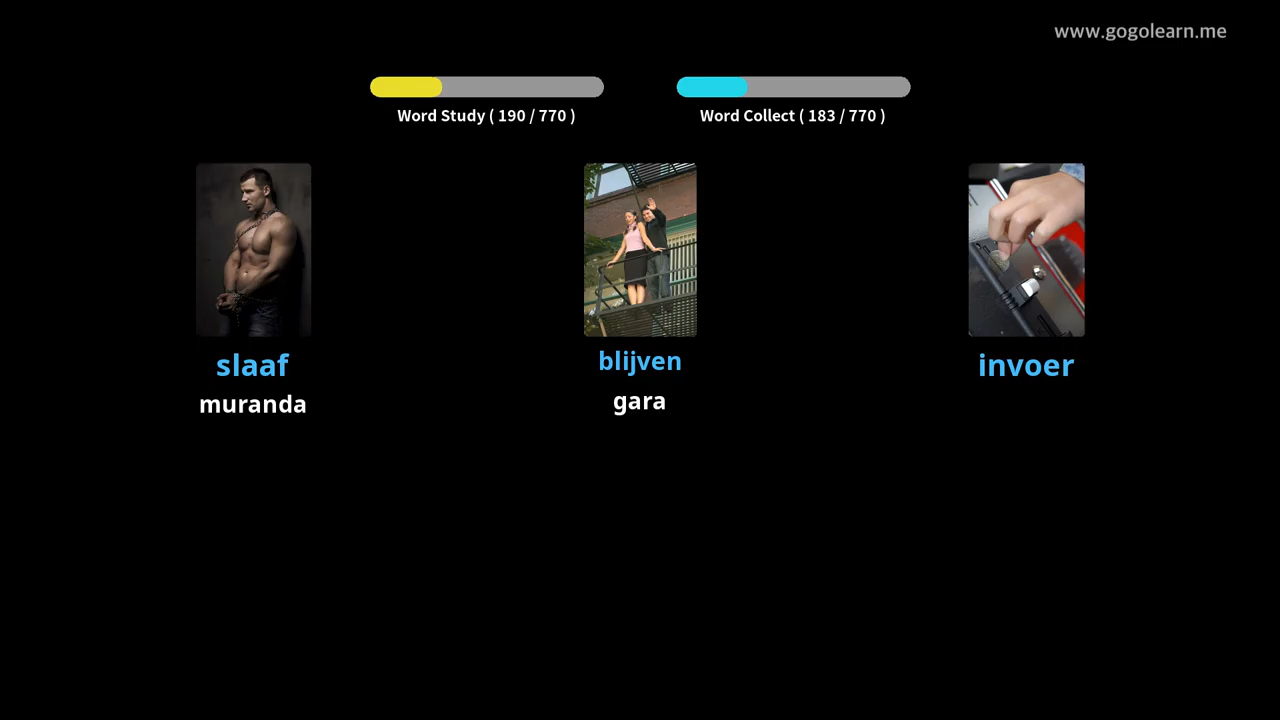 www.gogolearn.me
Word Study ( 190 / 770 )
Word Collect ( 183 / 770 )
slaaf
muranda
blijven
gara
invoer